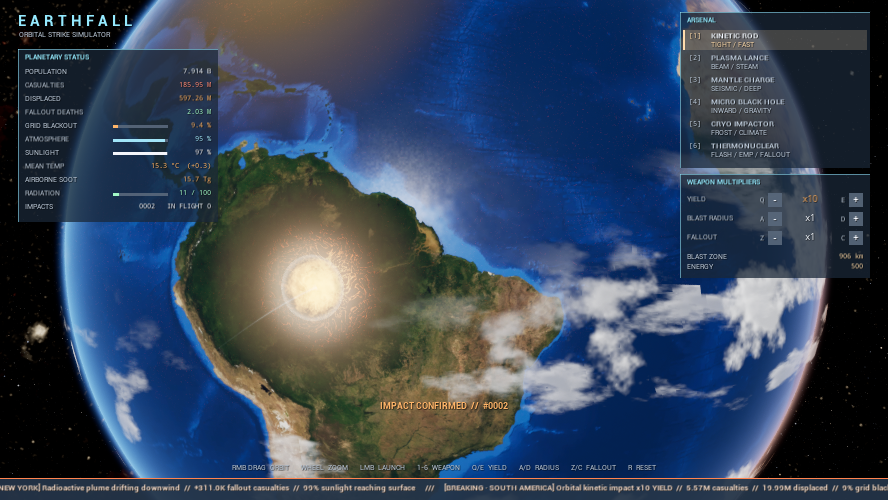 EARTHFALL
ORBITAL STRIKE SIMULATOR
PLANETARY STATUS
POPULATION 7.914 B
CASUALTIES 185.95 M
DISPLACED 597.26 M
FALLOUT DEATHS 2.03 M
GRID BLACKOUT 9.4 %
ATMOSPHERE 95 %
SUNLIGHT 97 %
MEAN TEMP 15.3 °C (+0.3)
AIRBORNE SOOT 15.7 Tg
RADIATION 11 / 100
IMPACTS 0002 IN FLIGHT 0
ARSENAL
[1] KINETIC ROD
TIGHT / FAST
[2] PLASMA LANCE
BEAM / STEAM
[3] MANTLE CHARGE
SEISMIC / DEEP
[4] MICRO BLACK HOLE
INWARD / GRAVITY
[5] CRYO IMPACTOR
FROST / CLIMATE
[6] THERMONUCLEAR
FLASH / EMP / FALLOUT
WEAPON MULTIPLIERS
YIELD Q - x10 E +
BLAST RADIUS A - x1 D +
FALLOUT Z - x1 C +
BLAST ZONE 906 km
ENERGY 500
IMPACT CONFIRMED // #0002
RMB DRAG ORBIT WHEEL ZOOM LMB LAUNCH 1-6 WEAPON Q/E YIELD A/D RADIUS Z/C FALLOUT R RESET
NEW YORK] Radioactive plume drifting downwind // +311.0K fallout casualties // 99% sunlight reaching surface /// [BREAKING - SOUTH AMERICA] Orbital kinetic impact x10 YIELD // 5.57M casualties // 19.99M displaced // 9% grid blac